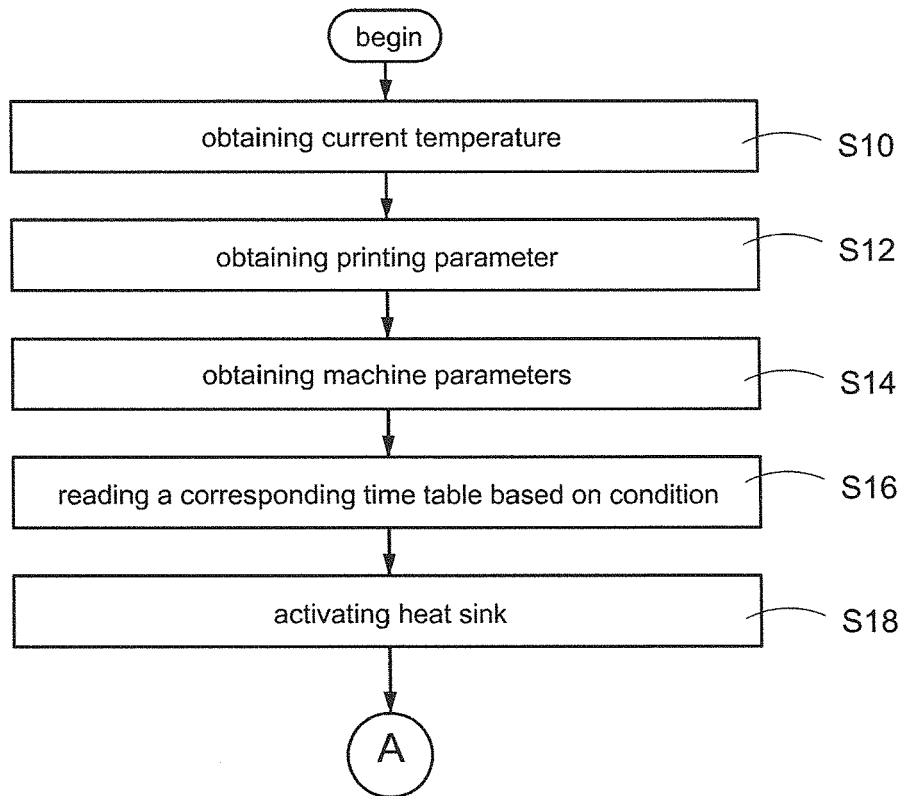 begin
obtaining current temperature
S10
obtaining printing parameter
S12
obtaining machine parameters
S14
reading a corresponding time table based on condition
S16
activating heat sink
S18
A